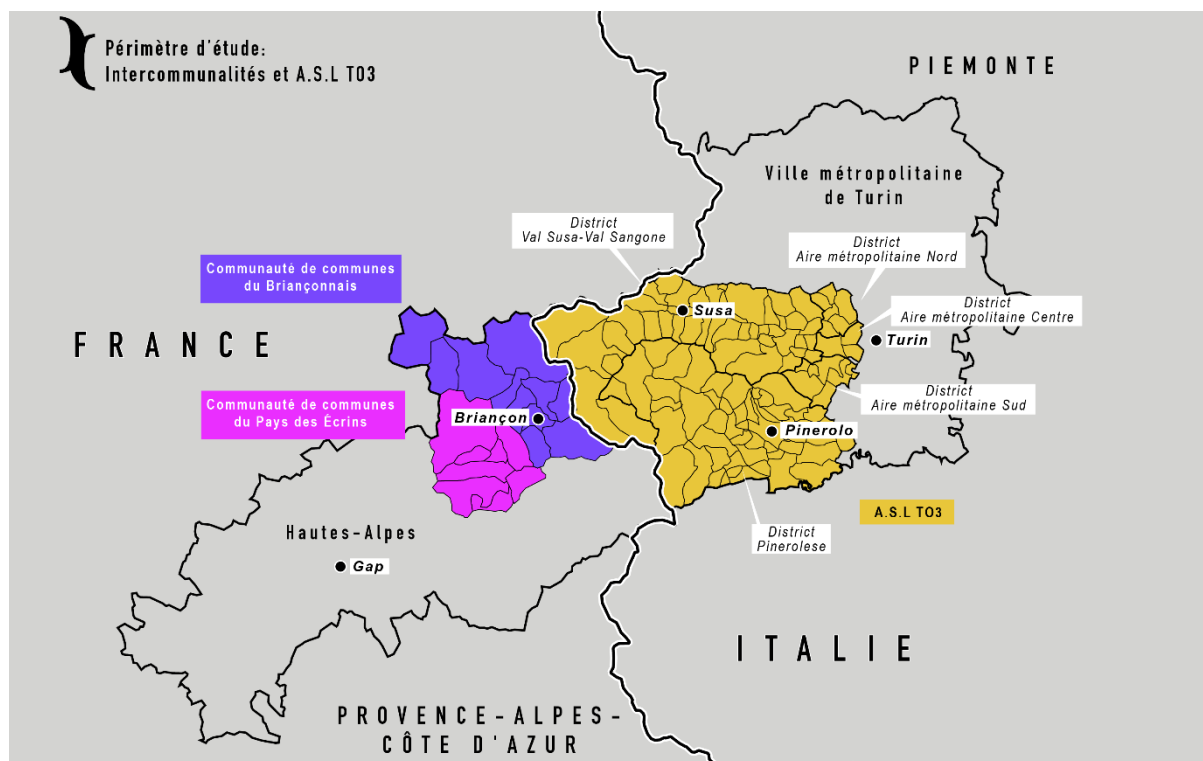 Périmètre d'étude:
Intercommunalités et A.S.L TO3
PIEMONTE
Ville métropolitaine
de Turin
District
Val Susa-Val Sangone
District
Aire métropolitaine Nord
Communauté de communes
du Briançonnais
District
Aire métropolitaine Centre
Susa
FRANCE
Turin
District
Aire métropolitaine Sud
Communauté de communes
du Pays des Écrins
Briançon
Pinerolo
A.S.L TO3
District
Pinerolese
Hautes-Alpes
Gap
ITALIE
PROVENCE-ALPES-
CÔTE D'AZUR